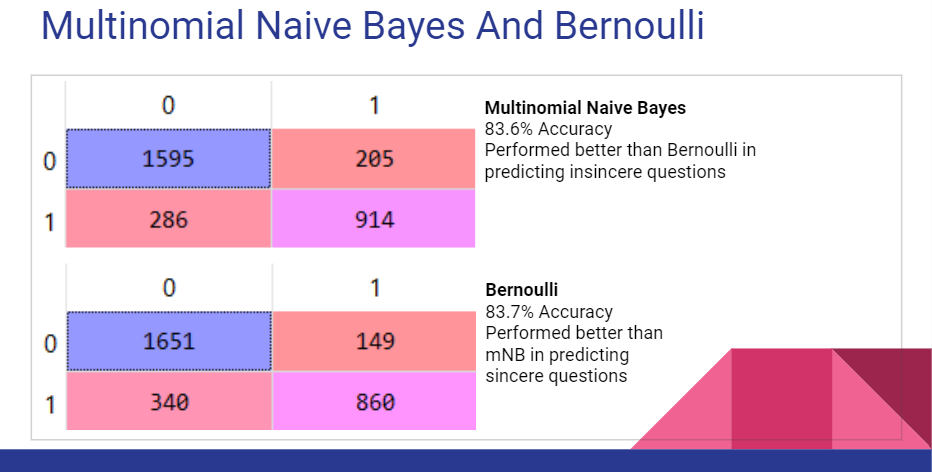 Multinomial Naive Bayes And Bernoulli
0 1
0 1595 205
1 286 914
Multinomial Naive Bayes
83.6% Accuracy
Performed better than Bernoulli in
predicting insincere questions
0 1
0 1651 149
1 340 860
Bernoulli
83.7% Accuracy
Performed better than
mNB in predicting
sincere questions